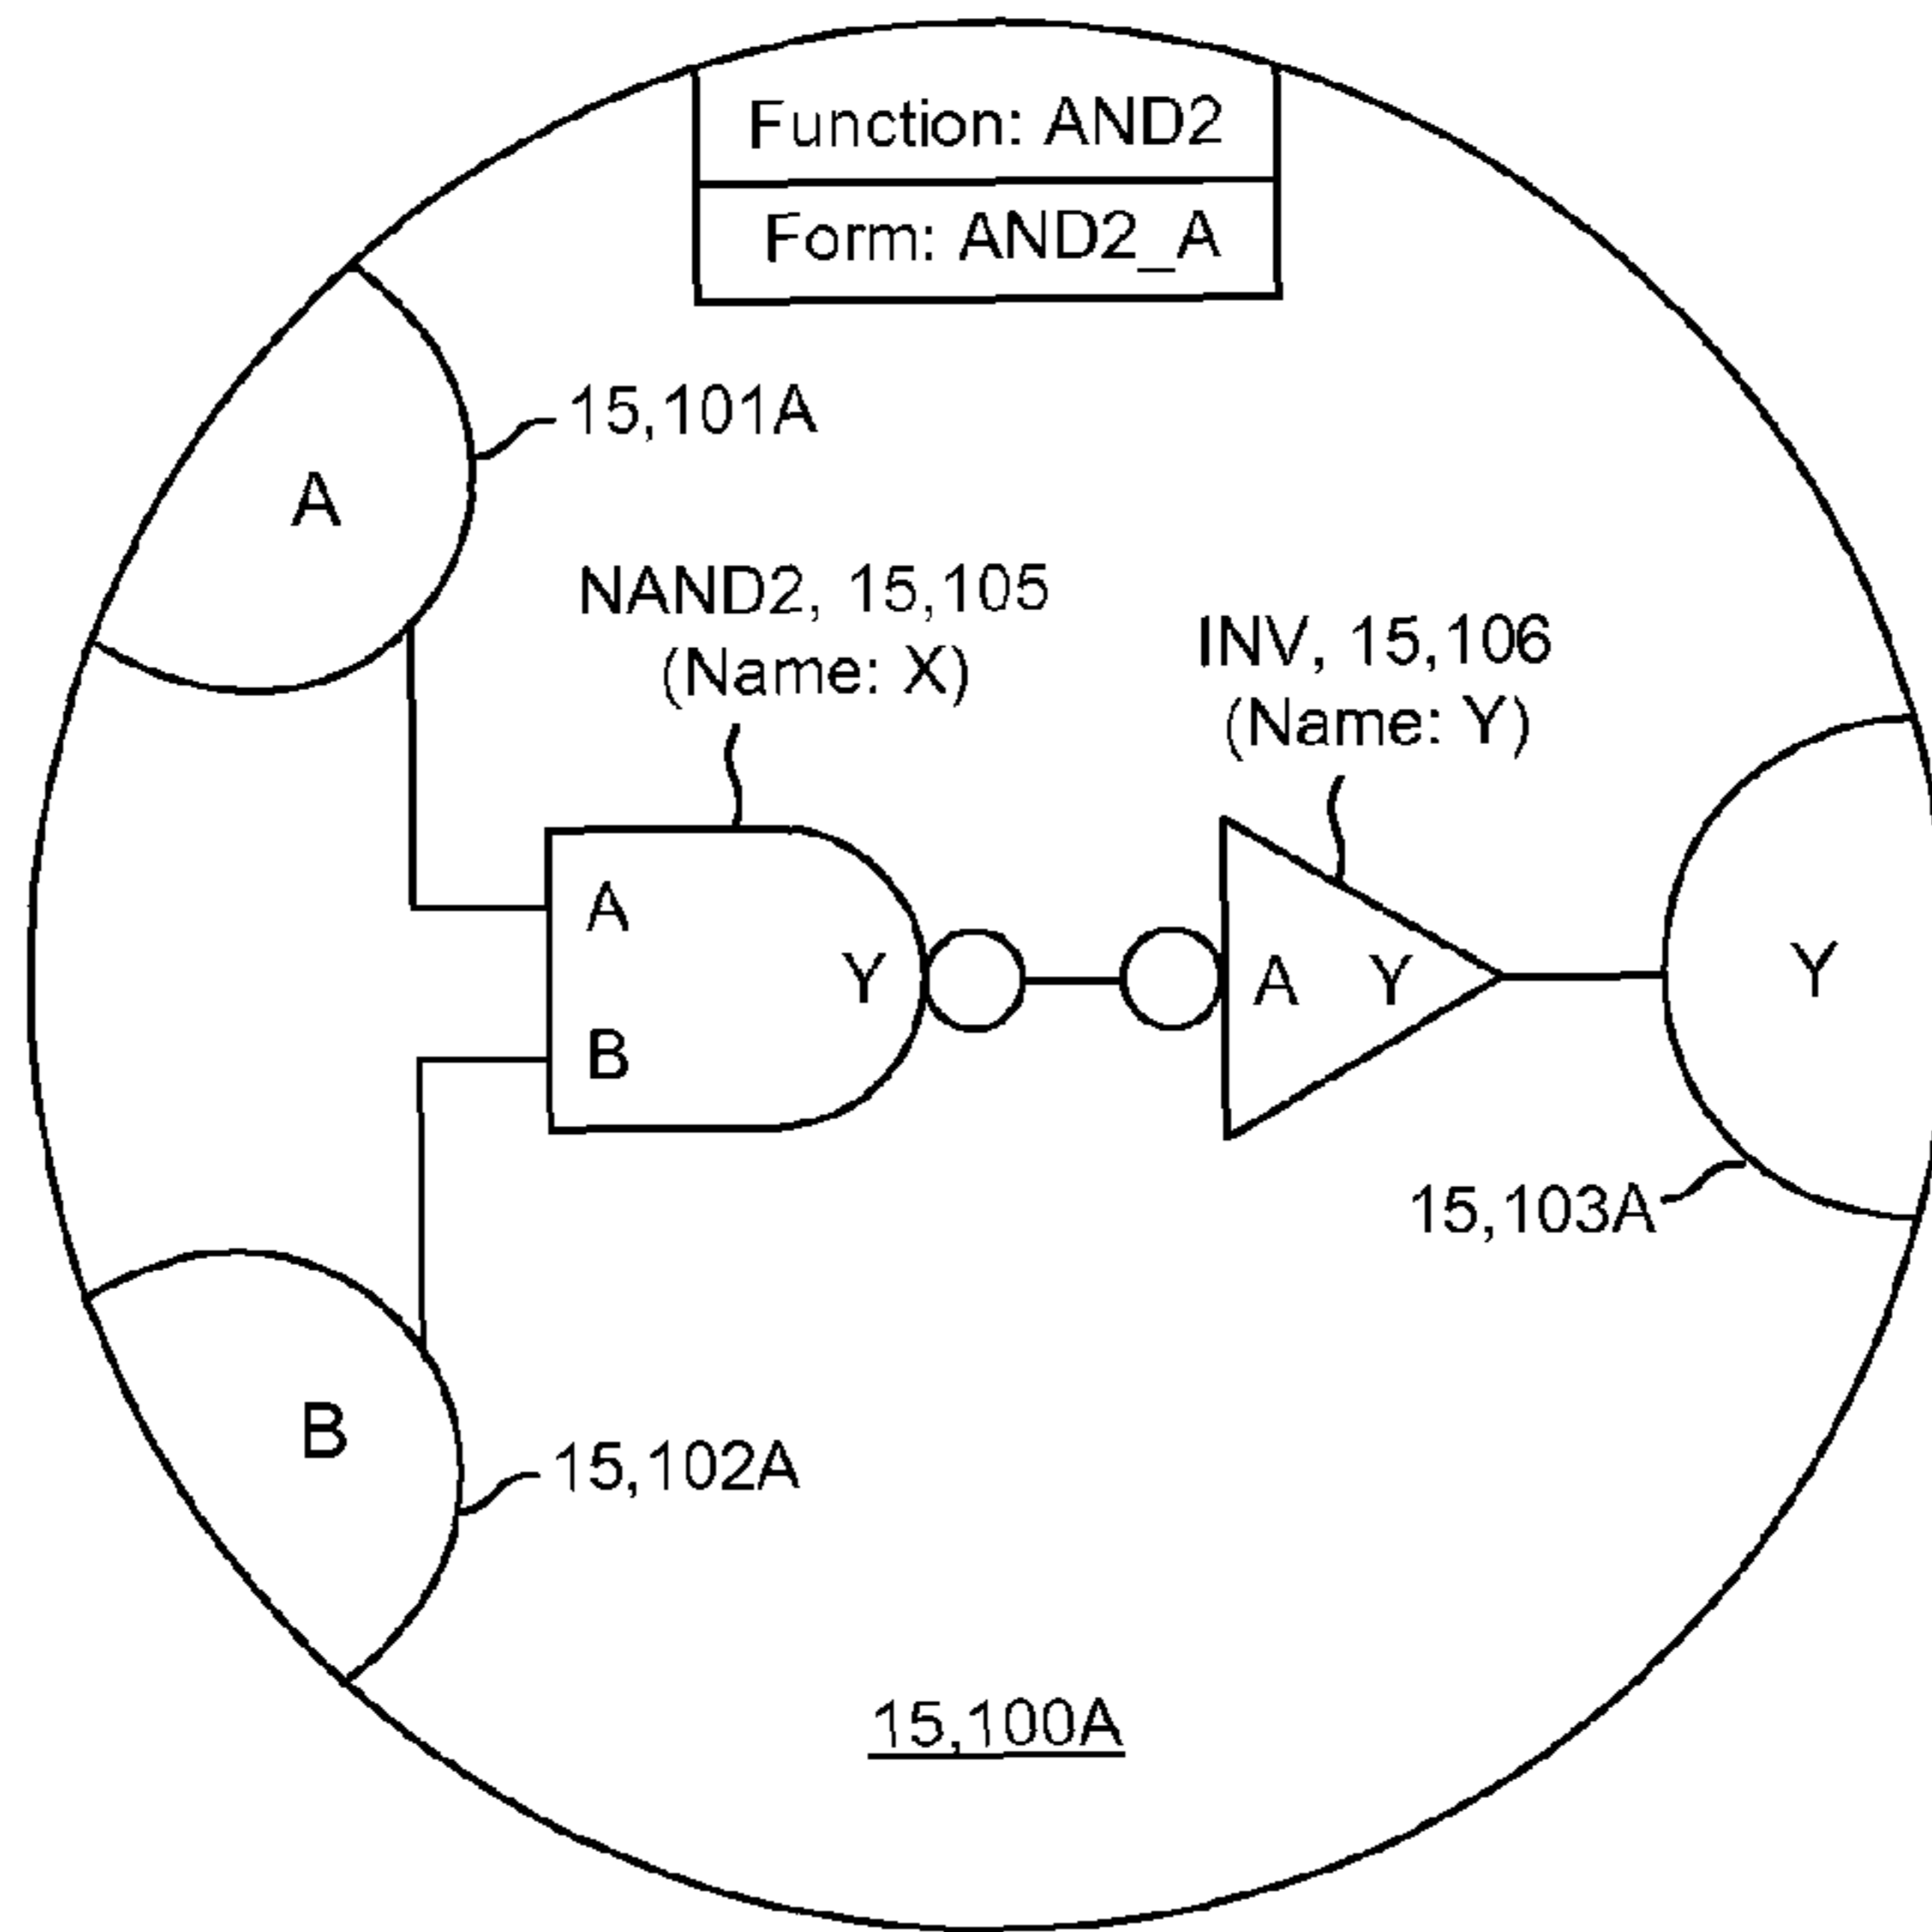 Function: AND2
Form: AND2_A
15,101A
A
NAND2, 15,105
(Name: X)
INV, 15,106
(Name: Y)
A
Y
B
A
Y
Y
15,103A
B
15,102A
15,100A